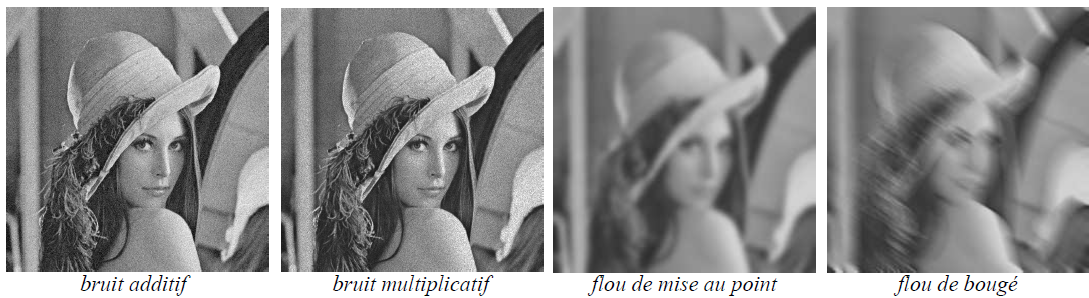 bruit additif
bruit multiplicatif
flou de mise au point
flou de bougé